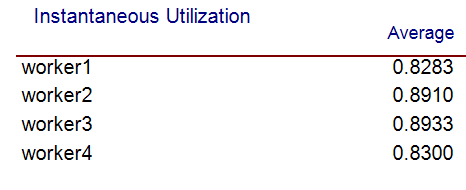 Instantaneous Utilization
Average
worker1 0.8283
worker2 0.8910
worker3 0.8933
worker4 0.8300